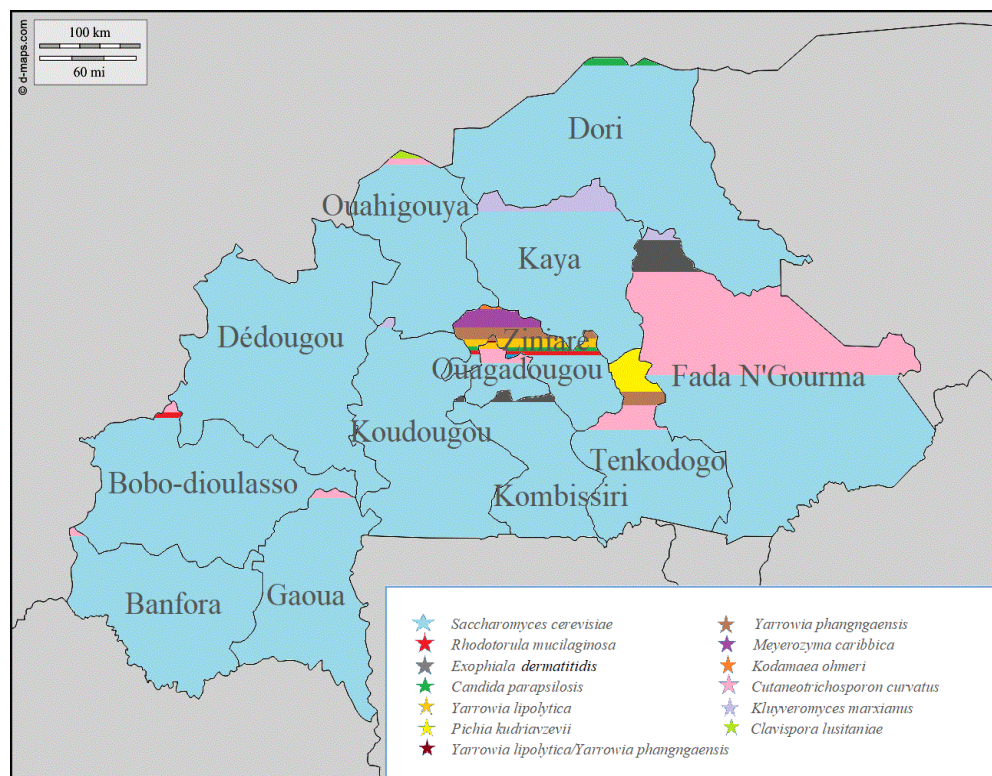 100 km
60 mi
© d-maps.com
Dori
Ouahigouya
Kaya
Dédougou
Ziniare
Ouagadougou
Fada N'Gourma
Koudougou
Tenkodogo
Bobo-dioulasso
Kombissiri
Banfora
Gaoua
Saccharomyces cerevisiae
Rhodotorula mucilaginosa
Exophiala dermatitidis
Candida parapsilosis
Yarrowia lipolytica
Pichia kudriavzevii
Yarrowia lipolytica/Yarrowia phangngaensis
Yarrowia phangngaensis
Meyerozyma caribbica
Kodamaea ohmeri
Cutaneotrichosporon curvatus
Kluyveromyces marxianus
Clavispora lusitaniae